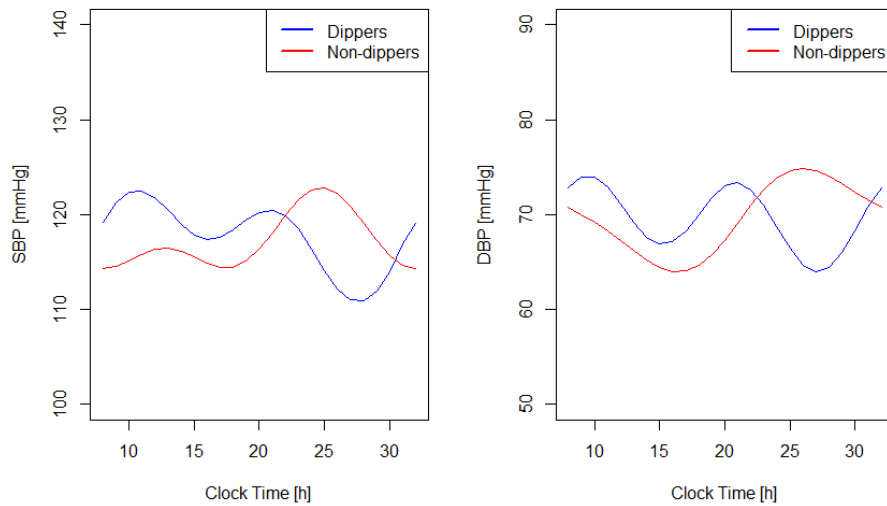 140
130
120
110
100
SBP [mmHg]
Dippers
Non-dippers
10 15 20 25 30
Clock Time [h]
90
80
70
60
50
DBP [mmHg]
Dippers
Non-dippers
10 15 20 25 30
Clock Time [h]